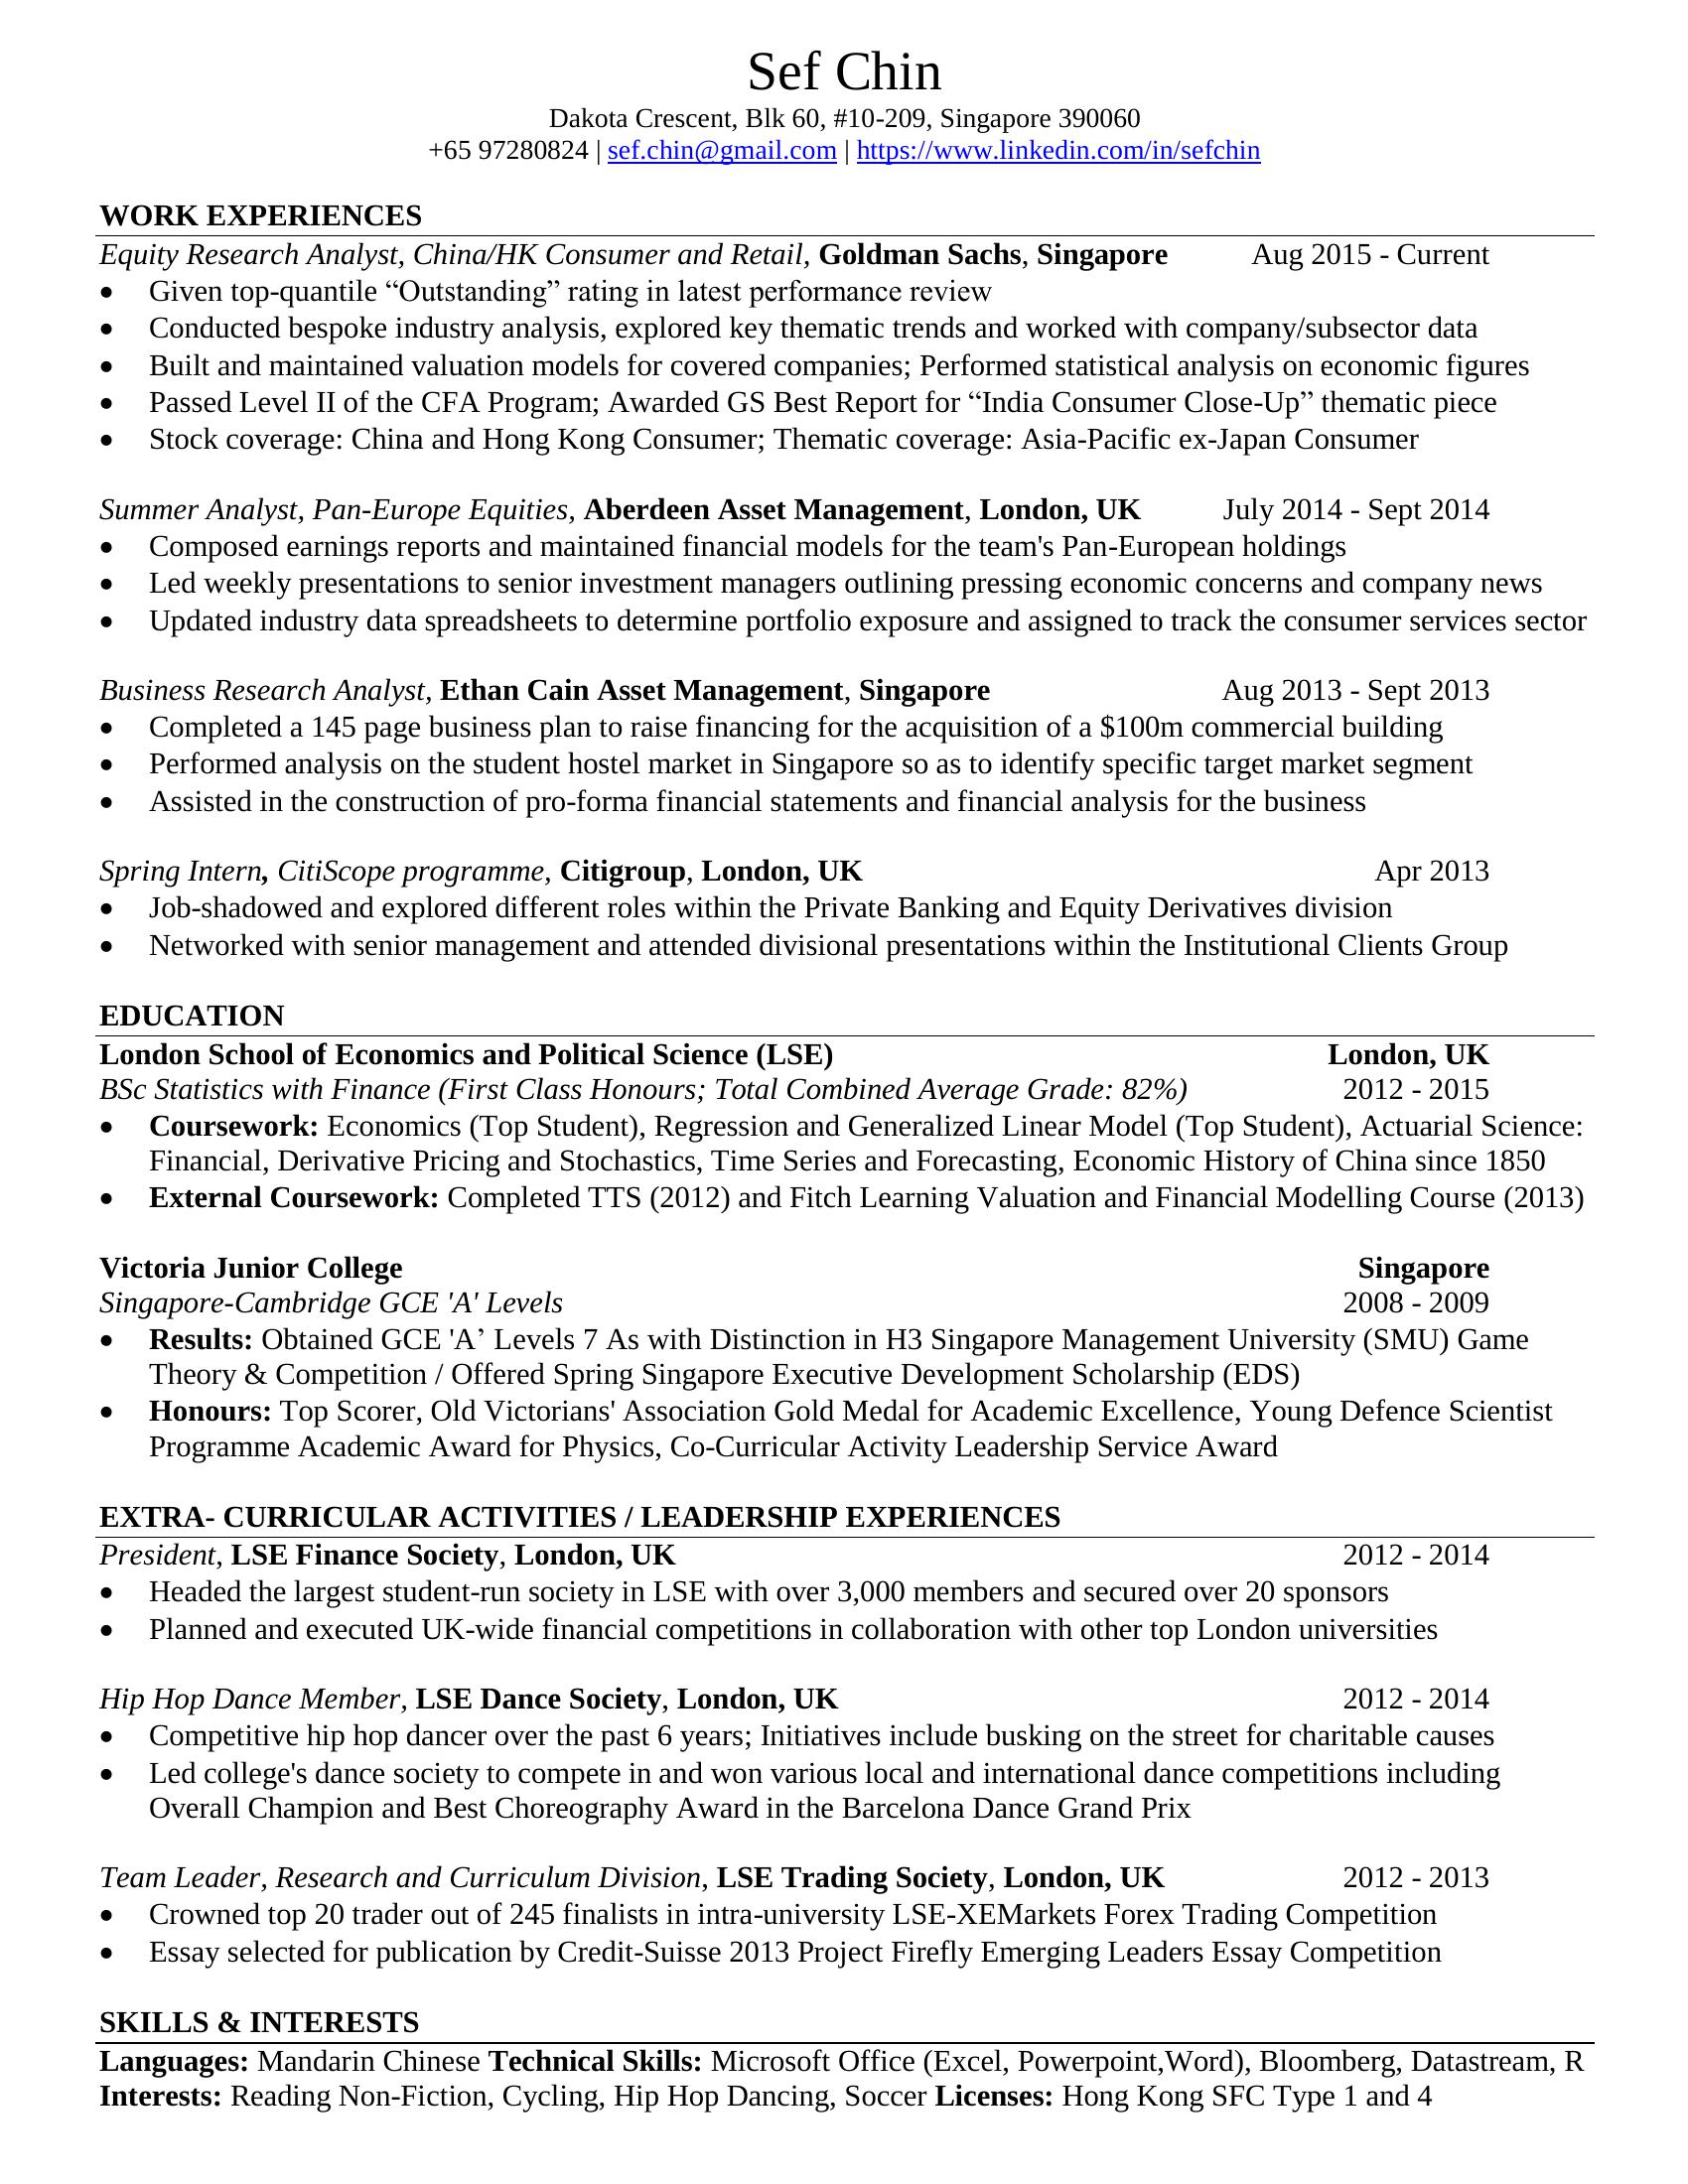 Sef Chin
Dakota Crescent, Blk 60, #10-209, Singapore 390060
+65 97280824 | sef.chin@gmail.com | https://www.linkedin.com/in/sefchin
WORK EXPERIENCES
Equity Research Analyst, China/HK Consumer and Retail, Goldman Sachs, Singapore Aug 2015 - Current
• Given top-quantile “Outstanding” rating in latest performance review
• Conducted bespoke industry analysis, explored key thematic trends and worked with company/subsector data
• Built and maintained valuation models for covered companies; Performed statistical analysis on economic figures
• Passed Level II of the CFA Program; Awarded GS Best Report for “India Consumer Close-Up” thematic piece
• Stock coverage: China and Hong Kong Consumer; Thematic coverage: Asia-Pacific ex-Japan Consumer
Summer Analyst, Pan-Europe Equities, Aberdeen Asset Management, London, UK July 2014 - Sept 2014
• Composed earnings reports and maintained financial models for the team's Pan-European holdings
• Led weekly presentations to senior investment managers outlining pressing economic concerns and company news
• Updated industry data spreadsheets to determine portfolio exposure and assigned to track the consumer services sector
Business Research Analyst, Ethan Cain Asset Management, Singapore Aug 2013 - Sept 2013
• Completed a 145 page business plan to raise financing for the acquisition of a $100m commercial building
• Performed analysis on the student hostel market in Singapore so as to identify specific target market segment
• Assisted in the construction of pro-forma financial statements and financial analysis for the business
Spring Intern, CitiScope programme, Citigroup, London, UK Apr 2013
• Job-shadowed and explored different roles within the Private Banking and Equity Derivatives division
• Networked with senior management and attended divisional presentations within the Institutional Clients Group
EDUCATION
London School of Economics and Political Science (LSE) London, UK
BSc Statistics with Finance (First Class Honours; Total Combined Average Grade: 82%) 2012 - 2015
• Coursework: Economics (Top Student), Regression and Generalized Linear Model (Top Student), Actuarial Science:
Financial, Derivative Pricing and Stochastics, Time Series and Forecasting, Economic History of China since 1850
• External Coursework: Completed TTS (2012) and Fitch Learning Valuation and Financial Modelling Course (2013)
Victoria Junior College Singapore
Singapore-Cambridge GCE 'A' Levels 2008 - 2009
• Results: Obtained GCE 'A’ Levels 7 As with Distinction in H3 Singapore Management University (SMU) Game
Theory & Competition / Offered Spring Singapore Executive Development Scholarship (EDS)
• Honours: Top Scorer, Old Victorians' Association Gold Medal for Academic Excellence, Young Defence Scientist
Programme Academic Award for Physics, Co-Curricular Activity Leadership Service Award
EXTRA- CURRICULAR ACTIVITIES / LEADERSHIP EXPERIENCES
President, LSE Finance Society, London, UK 2012 - 2014
• Headed the largest student-run society in LSE with over 3,000 members and secured over 20 sponsors
• Planned and executed UK-wide financial competitions in collaboration with other top London universities
Hip Hop Dance Member, LSE Dance Society, London, UK 2012 - 2014
• Competitive hip hop dancer over the past 6 years; Initiatives include busking on the street for charitable causes
• Led college's dance society to compete in and won various local and international dance competitions including
Overall Champion and Best Choreography Award in the Barcelona Dance Grand Prix
Team Leader, Research and Curriculum Division, LSE Trading Society, London, UK 2012 - 2013
• Crowned top 20 trader out of 245 finalists in intra-university LSE-XEMarkets Forex Trading Competition
• Essay selected for publication by Credit-Suisse 2013 Project Firefly Emerging Leaders Essay Competition
SKILLS & INTERESTS
Languages: Mandarin Chinese Technical Skills: Microsoft Office (Excel, Powerpoint,Word), Bloomberg, Datastream, R
Interests: Reading Non-Fiction, Cycling, Hip Hop Dancing, Soccer Licenses: Hong Kong SFC Type 1 and 4